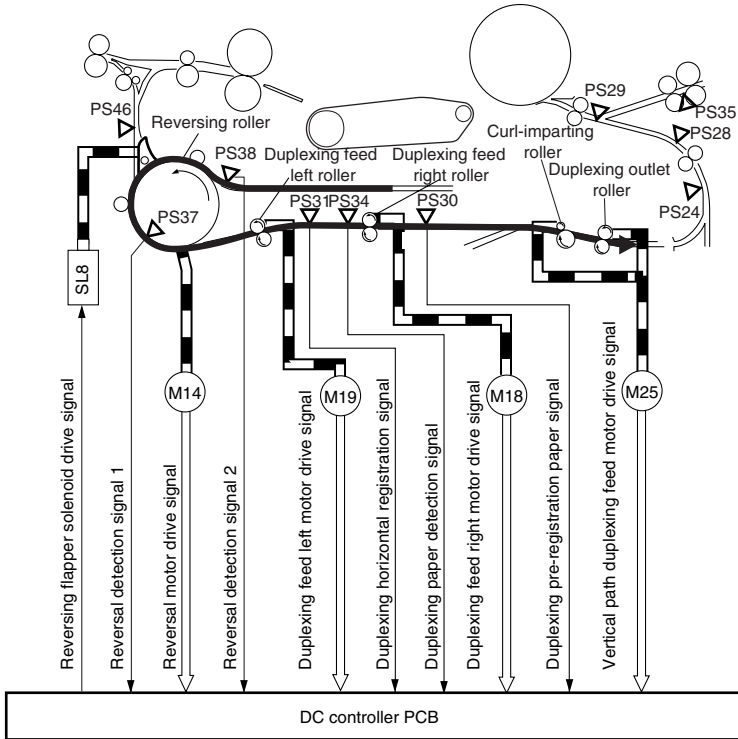 PS46
Reversing roller
PS38
Duplexing feed
left roller
Duplexing feed
right roller
Curl-imparting
roller
Duplexing outlet
roller
PS29
PS35
PS28
PS24
PS31
PS34
PS30
PS37
SL8
M14
M19
M18
M25
Reversing flapper solenoid drive signal
Reversal detection signal 1
Reversal motor drive signal
Reversal detection signal 2
Duplexing feed left motor drive signal
Duplexing horizontal registration signal
Duplexing paper detection signal
Duplexing feed right motor drive signal
Duplexing pre-registration paper signal
Vertical path duplexing feed motor drive signal
DC controller PCB